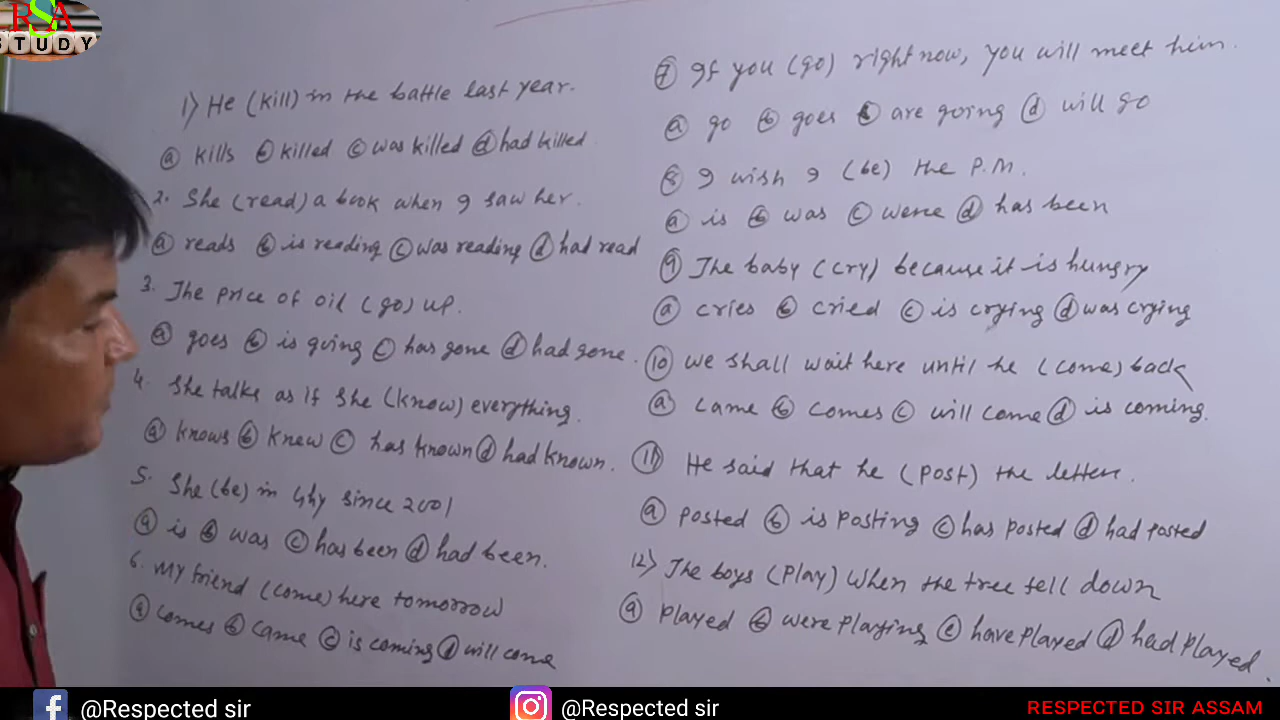 RSA
STUDY
1) He (kill) in the battle last year.
ⓐ kills ⓑ killed ⓒ was killed ⓓ had killed
2. She (read) a book when I saw her.
ⓐ reads ⓑ is reading ⓒ was reading ⓓ had read
3. The price of oil (go) up.
ⓐ goes ⓑ is going ⓒ has gone ⓓ had gone.
4. She talks as if she (know) everything.
ⓐ knows ⓑ knew ⓒ has known ⓓ had known.
5. She (be) in Ghy since 2001
ⓐ is ⓑ was ⓒ has been ⓓ had been.
6. My friend (come) here tomorrow
ⓐ comes ⓑ came ⓒ is coming ⓓ will come
⑦ If you (go) right now, you will meet him.
ⓐ go ⓑ goes ⓒ are going ⓓ will go
⑧ I wish I (be) the P.M.
ⓐ is ⓑ was ⓒ were ⓓ has been
⑨ The baby (cry) because it is hungry
ⓐ cries ⓑ cried ⓒ is crying ⓓ was crying
⑩ We shall wait here until he (come) back
ⓐ came ⓑ comes ⓒ will come ⓓ is coming.
⑪ He said that he (post) the letter.
ⓐ posted ⓑ is posting ⓒ has posted ⓓ had posted
12) The boys (play) when the tree fell down
ⓐ played ⓑ were playing ⓒ have played ⓓ had played.
@Respected sir
@Respected sir
RESPECTED SIR ASSAM